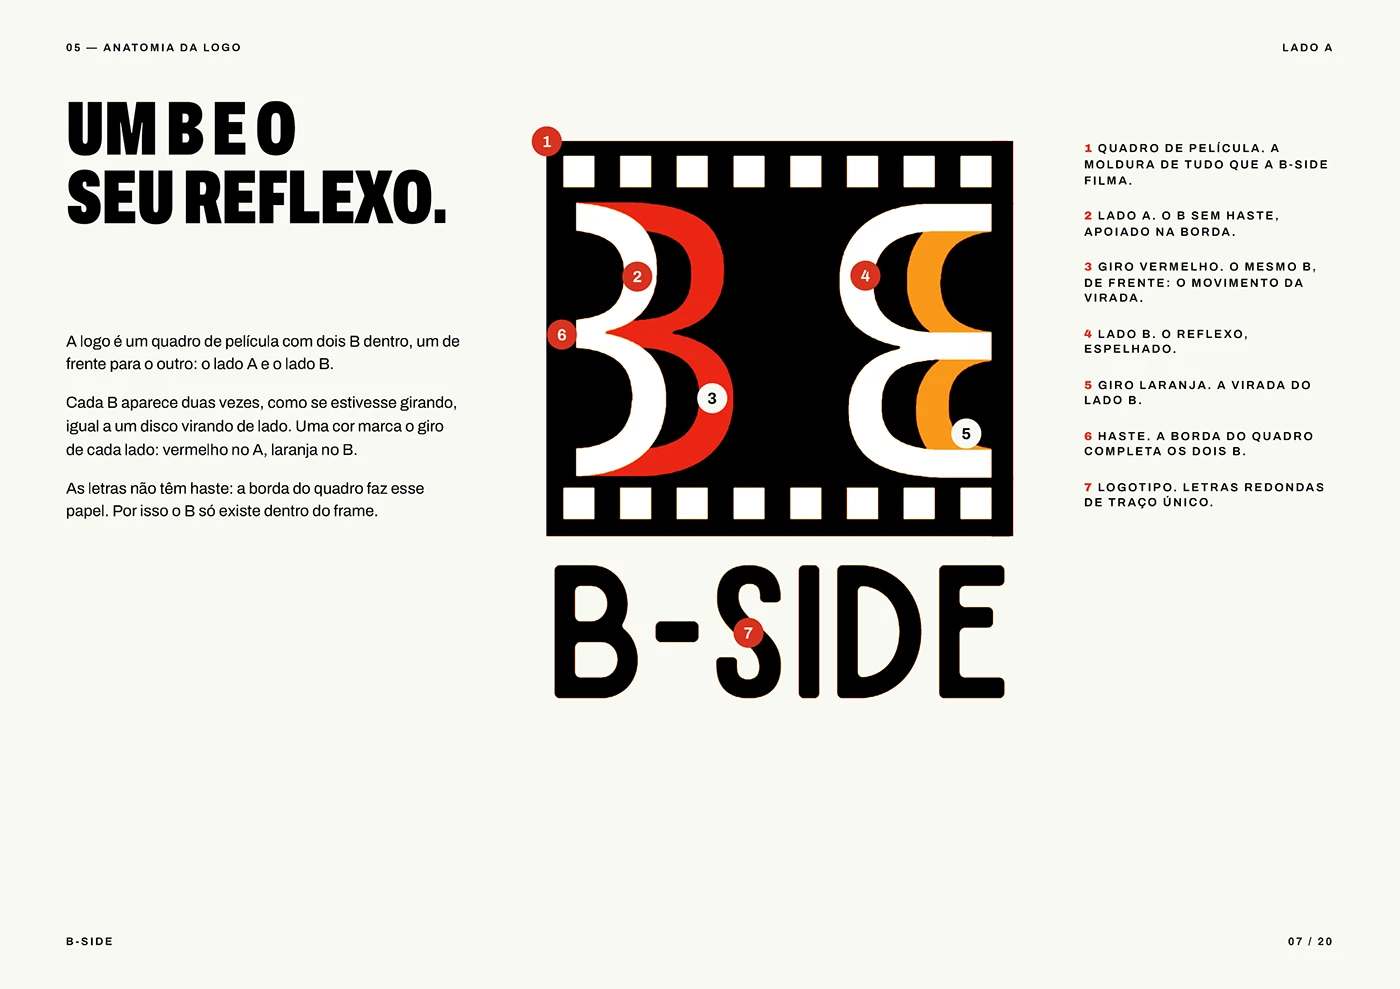 05 — ANATOMIA DA LOGO
LADO A
UM B E O
SEU REFLEXO.
A logo é um quadro de película com dois B dentro, um de
frente para o outro: o lado A e o lado B.
Cada B aparece duas vezes, como se estivesse girando,
igual a um disco virando de lado. Uma cor marca o giro
de cada lado: vermelho no A, laranja no B.
As letras não têm haste: a borda do quadro faz esse
papel. Por isso o B só existe dentro do frame.
1
2
4
6
3
5
B-SIDE
7
1 QUADRO DE PELÍCULA. A
MOLDURA DE TUDO QUE A B-SIDE
FILMA.
2 LADO A. O B SEM HASTE,
APOIADO NA BORDA.
3 GIRO VERMELHO. O MESMO B,
DE FRENTE: O MOVIMENTO DA
VIRADA.
4 LADO B. O REFLEXO,
ESPELHADO.
5 GIRO LARANJA. A VIRADA DO
LADO B.
6 HASTE. A BORDA DO QUADRO
COMPLETA OS DOIS B.
7 LOGOTIPO. LETRAS REDONDAS
DE TRAÇO ÚNICO.
B-SIDE
07 / 20